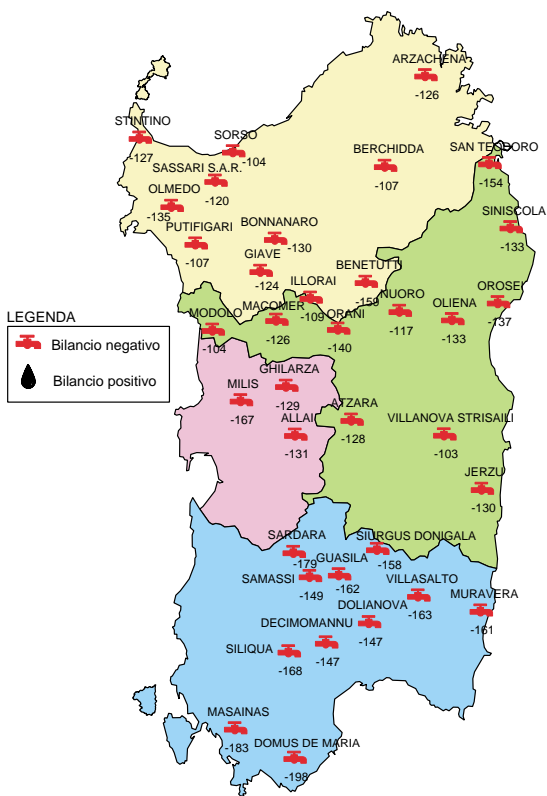 ARZACHENA
-126
STINTINO
-127
SORSO
-104
BERCHIDDA
-107
SAN TEODORO
-154
SASSARI S.A.R.
-120
OLMEDO
-135
SINISCOLA
-133
PUTIFIGARI
-107
BONNANARO
-130
GIAVE
-124
BENETUTTI
-159
ILLORAI
-109
NUORO
-117
OLIENA
-133
OROSEI
-137
MACOMER
-126
ORANI
-140
MODOLO
-104
LEGENDA
Bilancio negativo
Bilancio positivo
GHILARZA
-129
MILIS
-167
ALLAI
-131
ATZARA
-128
VILLANOVA STRISAILI
-103
JERZU
-130
SARDARA
-179
SIURGUS DONIGALA
-158
GUASILA
-162
SAMASSI
-149
VILLASALTO
-163
MURAVERA
-161
DOLIANOVA
-147
DECIMOMANNU
-147
SILIQUA
-168
MASAINAS
-183
DOMUS DE MARIA
-198